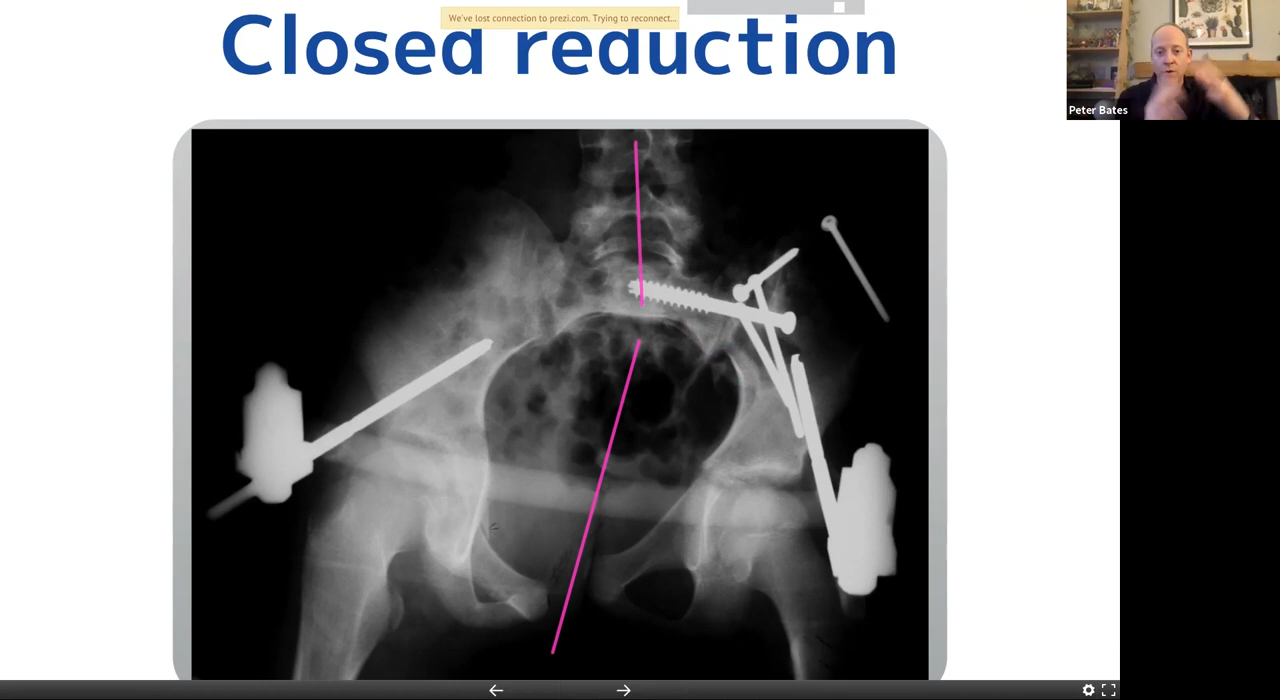 We've lost connection to prezi.com. Trying to reconnect...
Closed reduction
Peter Bates